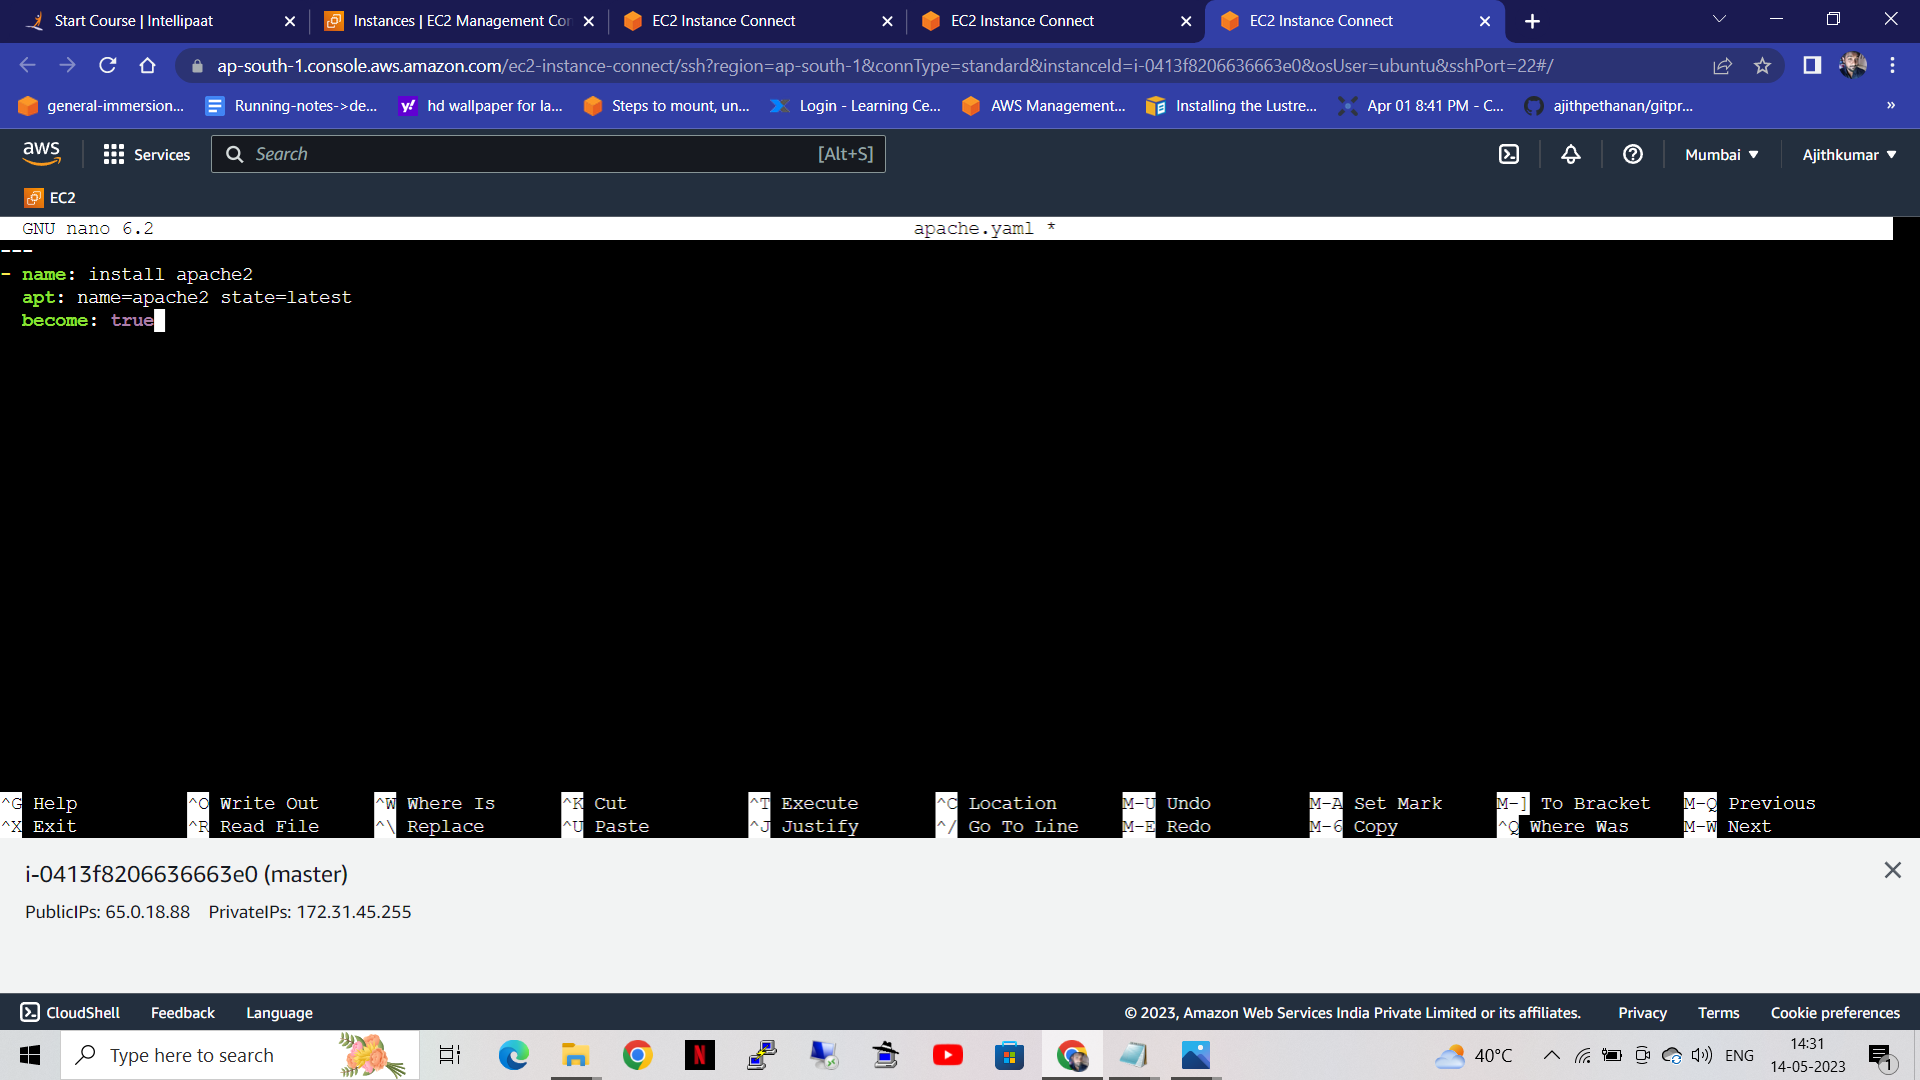 Start Course | Intellipaat
Instances | EC2 Management Con
EC2 Instance Connect
EC2 Instance Connect
EC2 Instance Connect
ap-south-1.console.aws.amazon.com/ec2-instance-connect/ssh?region=ap-south-1&connType=standard&instanceId=i-0413f8206636663e0&osUser=ubuntu&sshPort=22#/
general-immersion...
Running-notes->de...
y!
hd wallpaper for la...
Steps to mount, un...
Login - Learning Ce...
AWS Management...
Installing the Lustre...
Apr 01 8:41 PM - C...
ajithpethanan/gitpr...
»
aws
Services
Search
[Alt+S]
Mumbai
Ajithkumar
EC2
GNU nano 6.2 apache.yaml *
---
- name: install apache2
apt: name=apache2 state=latest
become: true
^G Help ^O Write Out ^W Where Is ^K Cut ^T Execute ^C Location M-U Undo M-A Set Mark M-] To Bracket M-Q Previous
^X Exit ^R Read File ^\ Replace ^U Paste ^J Justify ^/ Go To Line M-E Redo M-6 Copy ^Q Where Was M-W Next
i-0413f8206636663e0 (master)
PublicIPs: 65.0.18.88 PrivateIPs: 172.31.45.255
CloudShell
Feedback
Language
© 2023, Amazon Web Services India Private Limited or its affiliates.
Privacy
Terms
Cookie preferences
Type here to search
N
40°C
ENG
14:31
14-05-2023
1